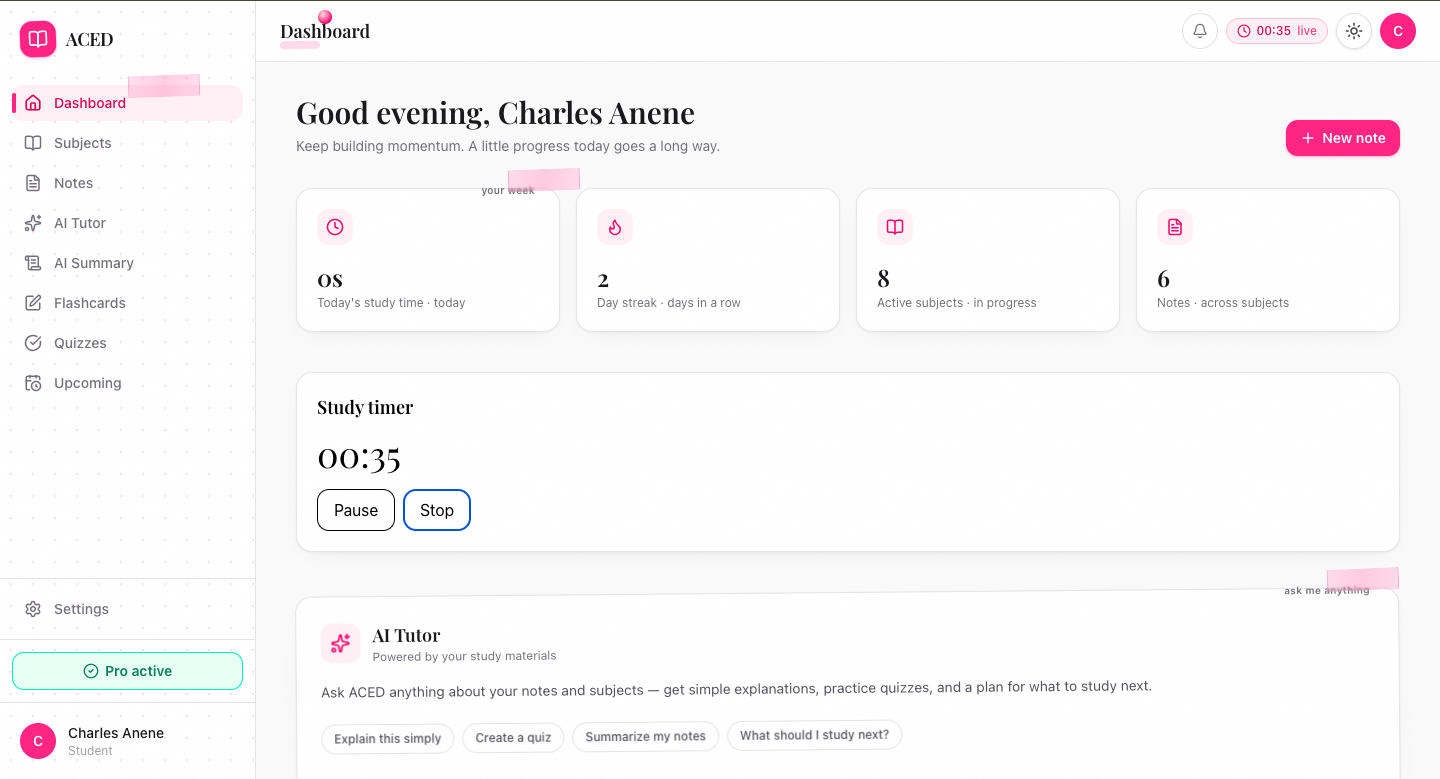 ACED
Dashboard
Subjects
Notes
AI Tutor
AI Summary
Flashcards
Quizzes
Upcoming
Settings
Pro active
C
Charles Anene
Student
Dashboard
00:35 live
C
Good evening, Charles Anene
Keep building momentum. A little progress today goes a long way.
+ New note
your week
0s
Today's study time · today
2
Day streak · days in a row
8
Active subjects · in progress
6
Notes · across subjects
Study timer
00:35
Pause
Stop
ask me anything
AI Tutor
Powered by your study materials
Ask ACED anything about your notes and subjects — get simple explanations, practice quizzes, and a plan for what to study next.
Explain this simply
Create a quiz
Summarize my notes
What should I study next?